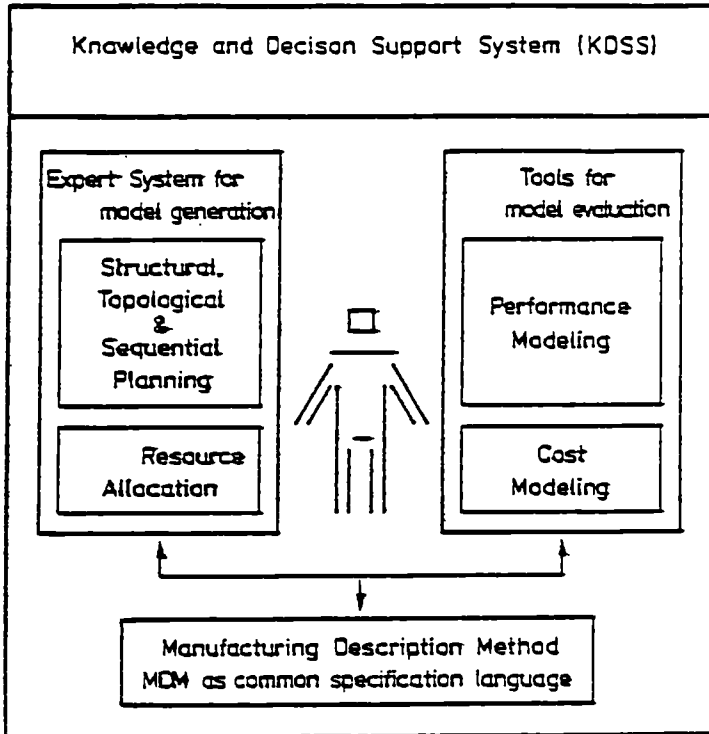 Knowledge and Decison Support System (KDSS)
Expert System for
model generation
Structural,
Topological
&
Sequential
Planning
Resource
Allocation
Tools for
model evaluction
Performance
Modeling
Cost
Modeling
Manufacturing Description Method
MDM as common specification language